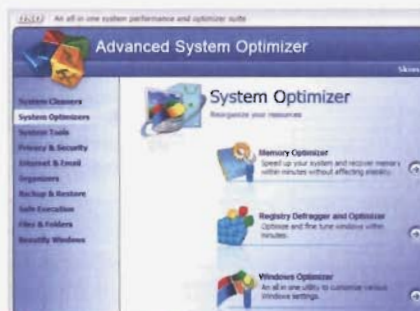 ASO An all in one system performance and optimizer suite
Advanced System Optimizer
Skins
System Cleaners
System Optimizers
System Tools
Privacy & Security
Internet & Email
Organizers
Backup & Restore
Safe Execution
Files & Folders
Beautify Windows
System Optimizer
Reorganize your resources
Memory Optimizer
Speed up your system and recover memory
within minutes without affecting stability.
Registry Defragger and Optimizer
Optimize and fine tune windows within
minutes.
Windows Optimizer
An all in one utility to customize various
Windows settings.